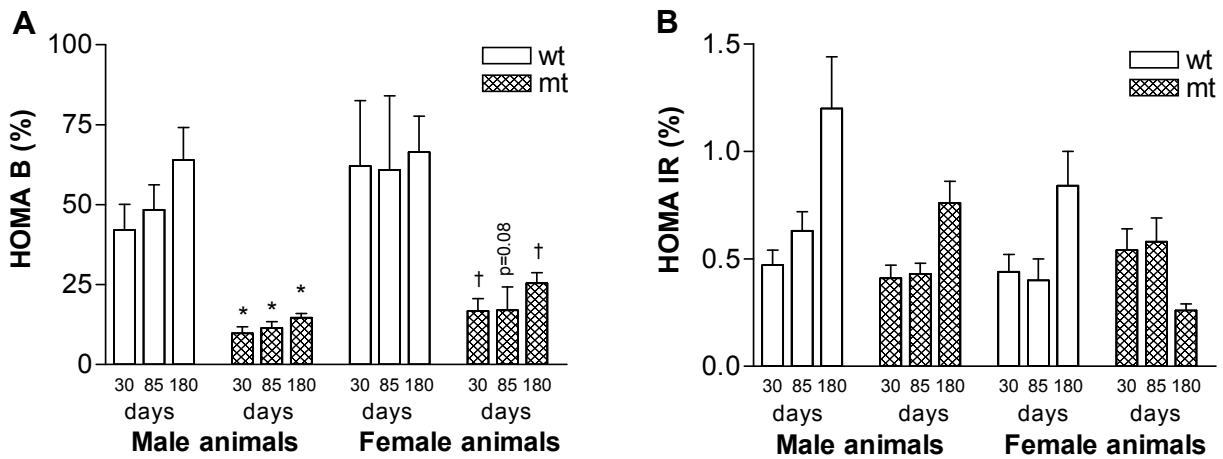 A
HOMA B (%)
100
75
50
25
0
wt
mt
* * *
† p=0.08 †
30 85 180 30 85 180 30 85 180 30 85 180
days days days days
Male animals Female animals
B
HOMA IR (%)
1.5
1.0
0.5
0.0
wt
mt
30 85 180 30 85 180 30 85 180 30 85 180
days days days days
Male animals Female animals